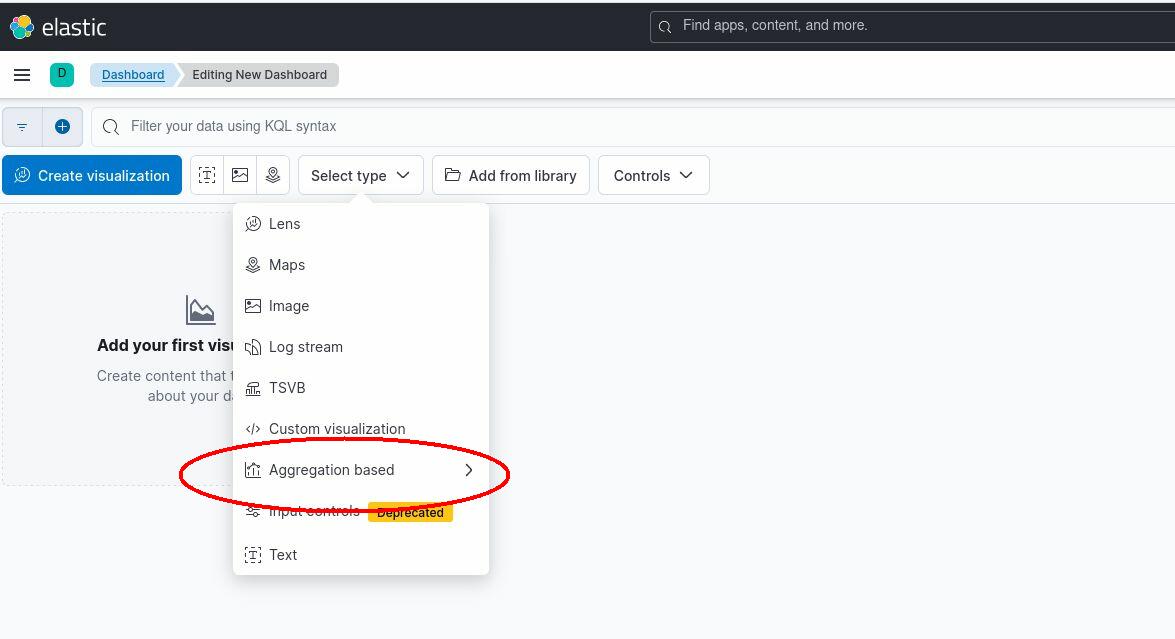 elastic
Find apps, content, and more.
D
Dashboard
Editing New Dashboard
Filter your data using KQL syntax
Create visualization
Select type
Add from library
Controls
Lens
Maps
Image
Log stream
TSVB
Custom visualization
Aggregation based
Input controls Deprecated
Text
Add your first
Create content that
about your